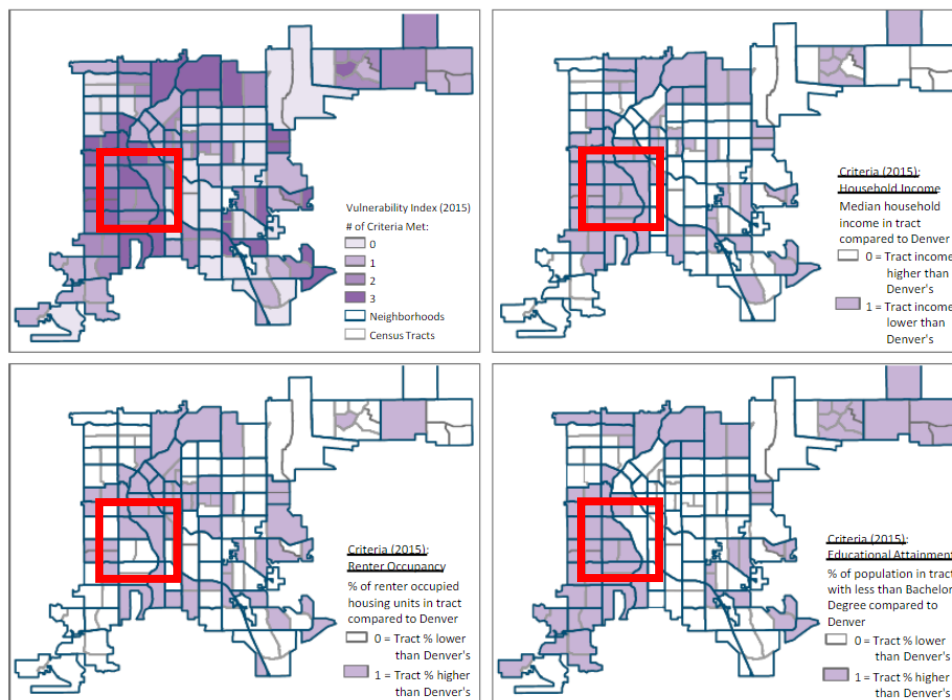 Vulnerability Index (2015)
# of Criteria Met:
0
1
2
3
Neighborhoods
Census Tracts
Criteria (2015):
Household Income
Median household
income in tract
compared to Denver
0 = Tract income
higher than
Denver's
1 = Tract income
lower than
Denver's
Criteria (2015):
Renter Occupancy
% of renter occupied
housing units in tract
compared to Denver
0 = Tract % lower
than Denver's
1 = Tract % higher
than Denver's
Criteria (2015):
Educational Attainment
% of population in tract
with less than Bachelor
Degree compared to
Denver
0 = Tract % lower
than Denver's
1 = Tract % higher
than Denver's